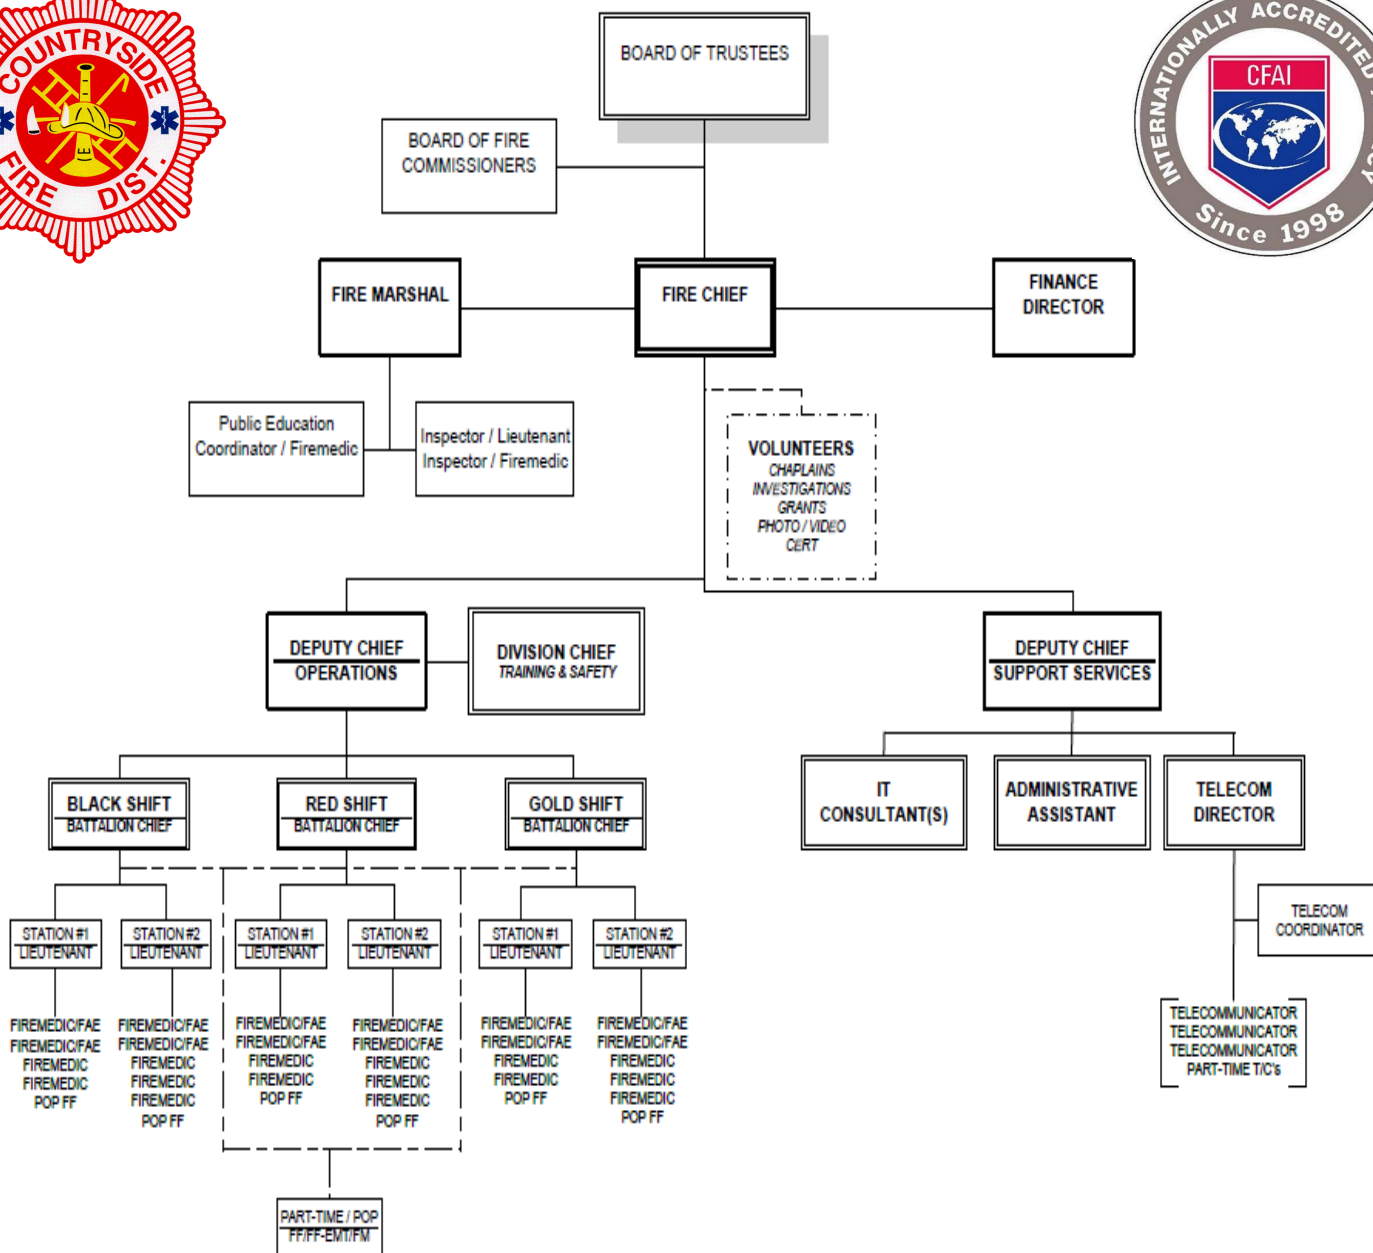 COUNTRYSIDE
FIRE DIST.
INTERNATIONALLY ACCREDITED
CFAI
Since 1998
BOARD OF TRUSTEES
BOARD OF FIRE
COMMISSIONERS
FIRE MARSHAL
FIRE CHIEF
FINANCE
DIRECTOR
Public Education
Coordinator / Firemedic
Inspector / Lieutenant
Inspector / Firemedic
VOLUNTEERS
CHAPLAINS
INVESTIGATIONS
GRANTS
PHOTO / VIDEO
CERT
DEPUTY CHIEF
OPERATIONS
DIVISION CHIEF
TRAINING & SAFETY
DEPUTY CHIEF
SUPPORT SERVICES
BLACK SHIFT
BATTALION CHIEF
RED SHIFT
BATTALION CHIEF
GOLD SHIFT
BATTALION CHIEF
IT
CONSULTANT(S)
ADMINISTRATIVE
ASSISTANT
TELECOM
DIRECTOR
TELECOM
COORDINATOR
STATION #1
LIEUTENANT
STATION #2
LIEUTENANT
STATION #1
LIEUTENANT
STATION #2
LIEUTENANT
STATION #1
LIEUTENANT
STATION #2
LIEUTENANT
FIREMEDIC/FAE
FIREMEDIC/FAE
FIREMEDIC
FIREMEDIC
POP FF
FIREMEDIC/FAE
FIREMEDIC/FAE
FIREMEDIC
FIREMEDIC
FIREMEDIC
POP FF
FIREMEDIC/FAE
FIREMEDIC/FAE
FIREMEDIC
FIREMEDIC
POP FF
FIREMEDIC/FAE
FIREMEDIC/FAE
FIREMEDIC
FIREMEDIC
FIREMEDIC
POP FF
FIREMEDIC/FAE
FIREMEDIC/FAE
FIREMEDIC
FIREMEDIC
POP FF
FIREMEDIC/FAE
FIREMEDIC/FAE
FIREMEDIC
FIREMEDIC
FIREMEDIC
POP FF
TELECOMMUNICATOR
TELECOMMUNICATOR
TELECOMMUNICATOR
PART-TIME T/C's
PART-TIME / POP
FF/FF-EMT/FM